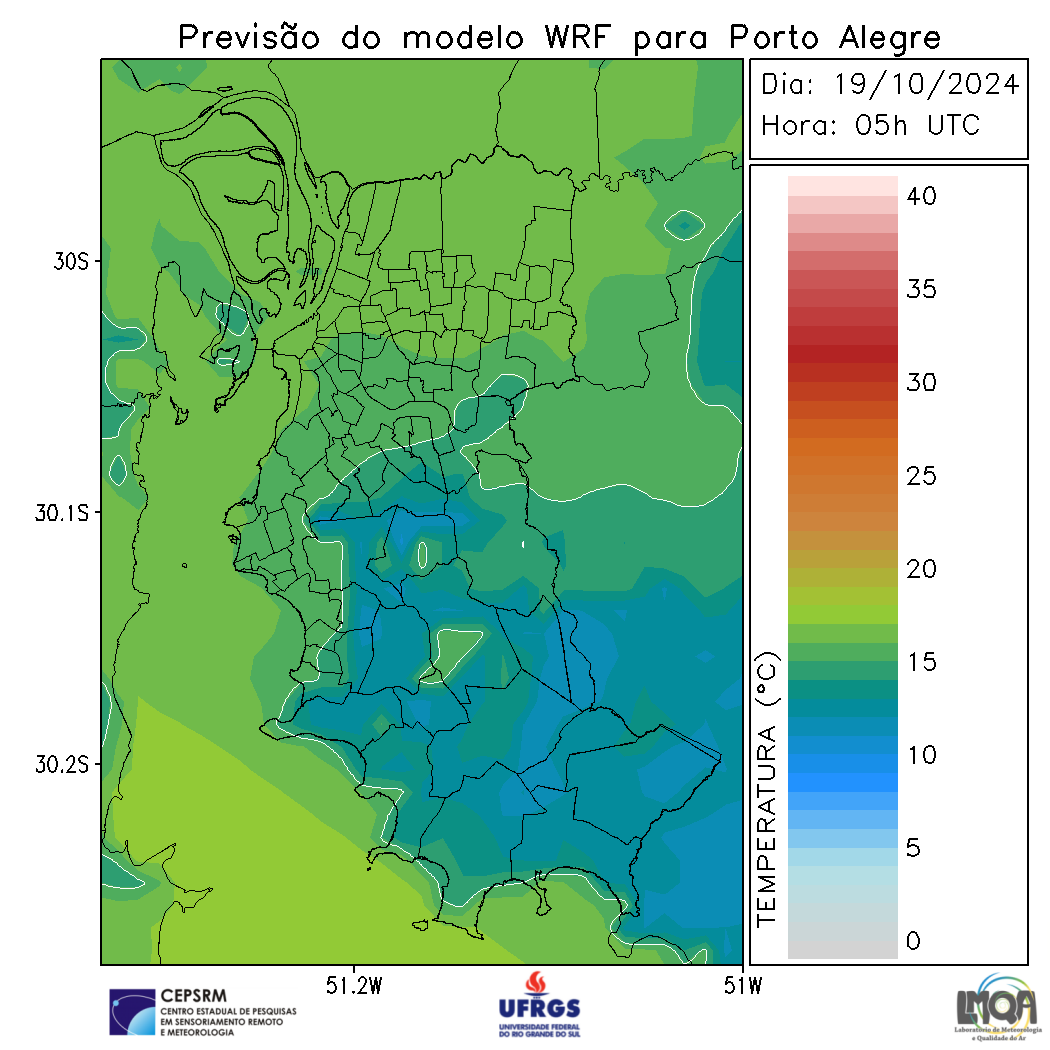 Previsão do modelo WRF para Porto Alegre
Dia: 19/10/2024
Hora: 05h UTC
30S
30.1S
30.2S
51.2W
51W
TEMPERATURA (°C)
40
35
30
25
20
15
10
5
0
CEPSRM
CENTRO ESTADUAL DE PESQUISAS
EM SENSORIAMENTO REMOTO
E METEOROLOGIA
UFRGS
UNIVERSIDADE FEDERAL
DO RIO GRANDE DO SUL
LMQA
Laboratório de Meteorologia
e Qualidade do Ar